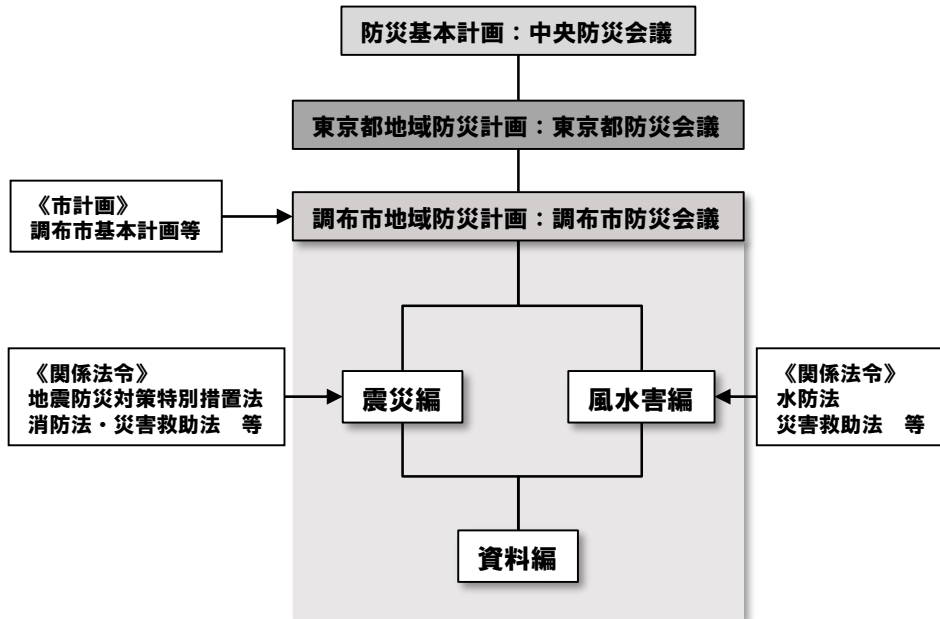 防災基本計画：中央防災会議
東京都地域防災計画：東京都防災会議
《市計画》
調布市基本計画等
調布市地域防災計画：調布市防災会議
《関係法令》
地震防災対策特別措置法
消防法・災害救助法　等
震災編
風水害編
《関係法令》
水防法
災害救助法　等
資料編